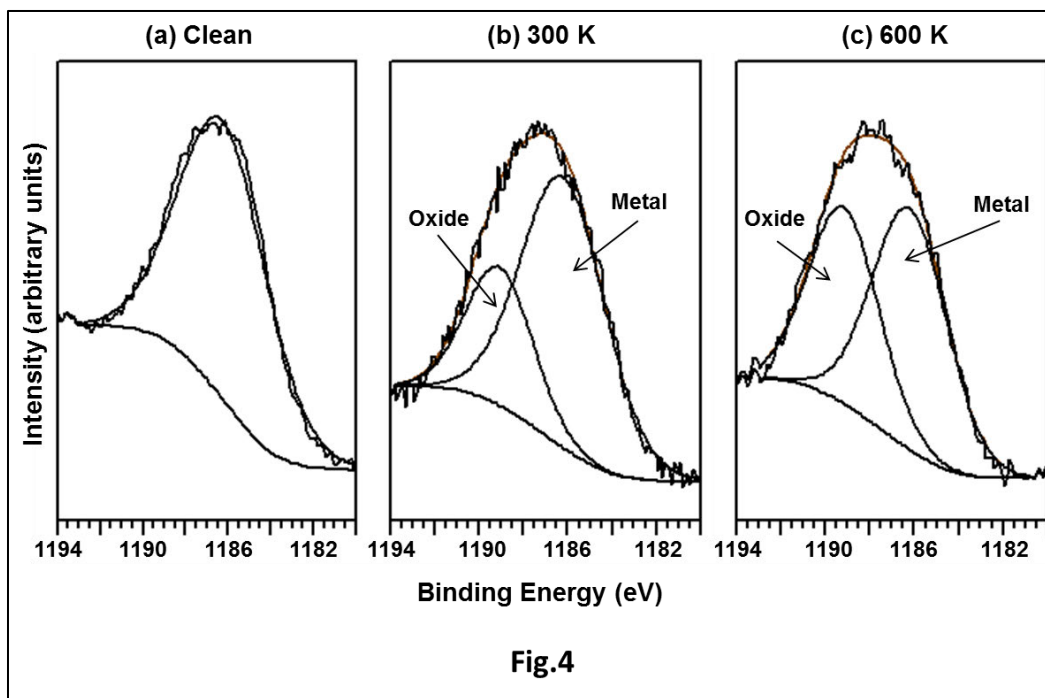 (a) Clean
(b) 300 K
(c) 600 K
Intensity (arbitrary units)
Oxide
Metal
Oxide
Metal
1194 1190 1186 1182
1194 1190 1186 1182
1194 1190 1186 1182
Binding Energy (eV)
Fig.4